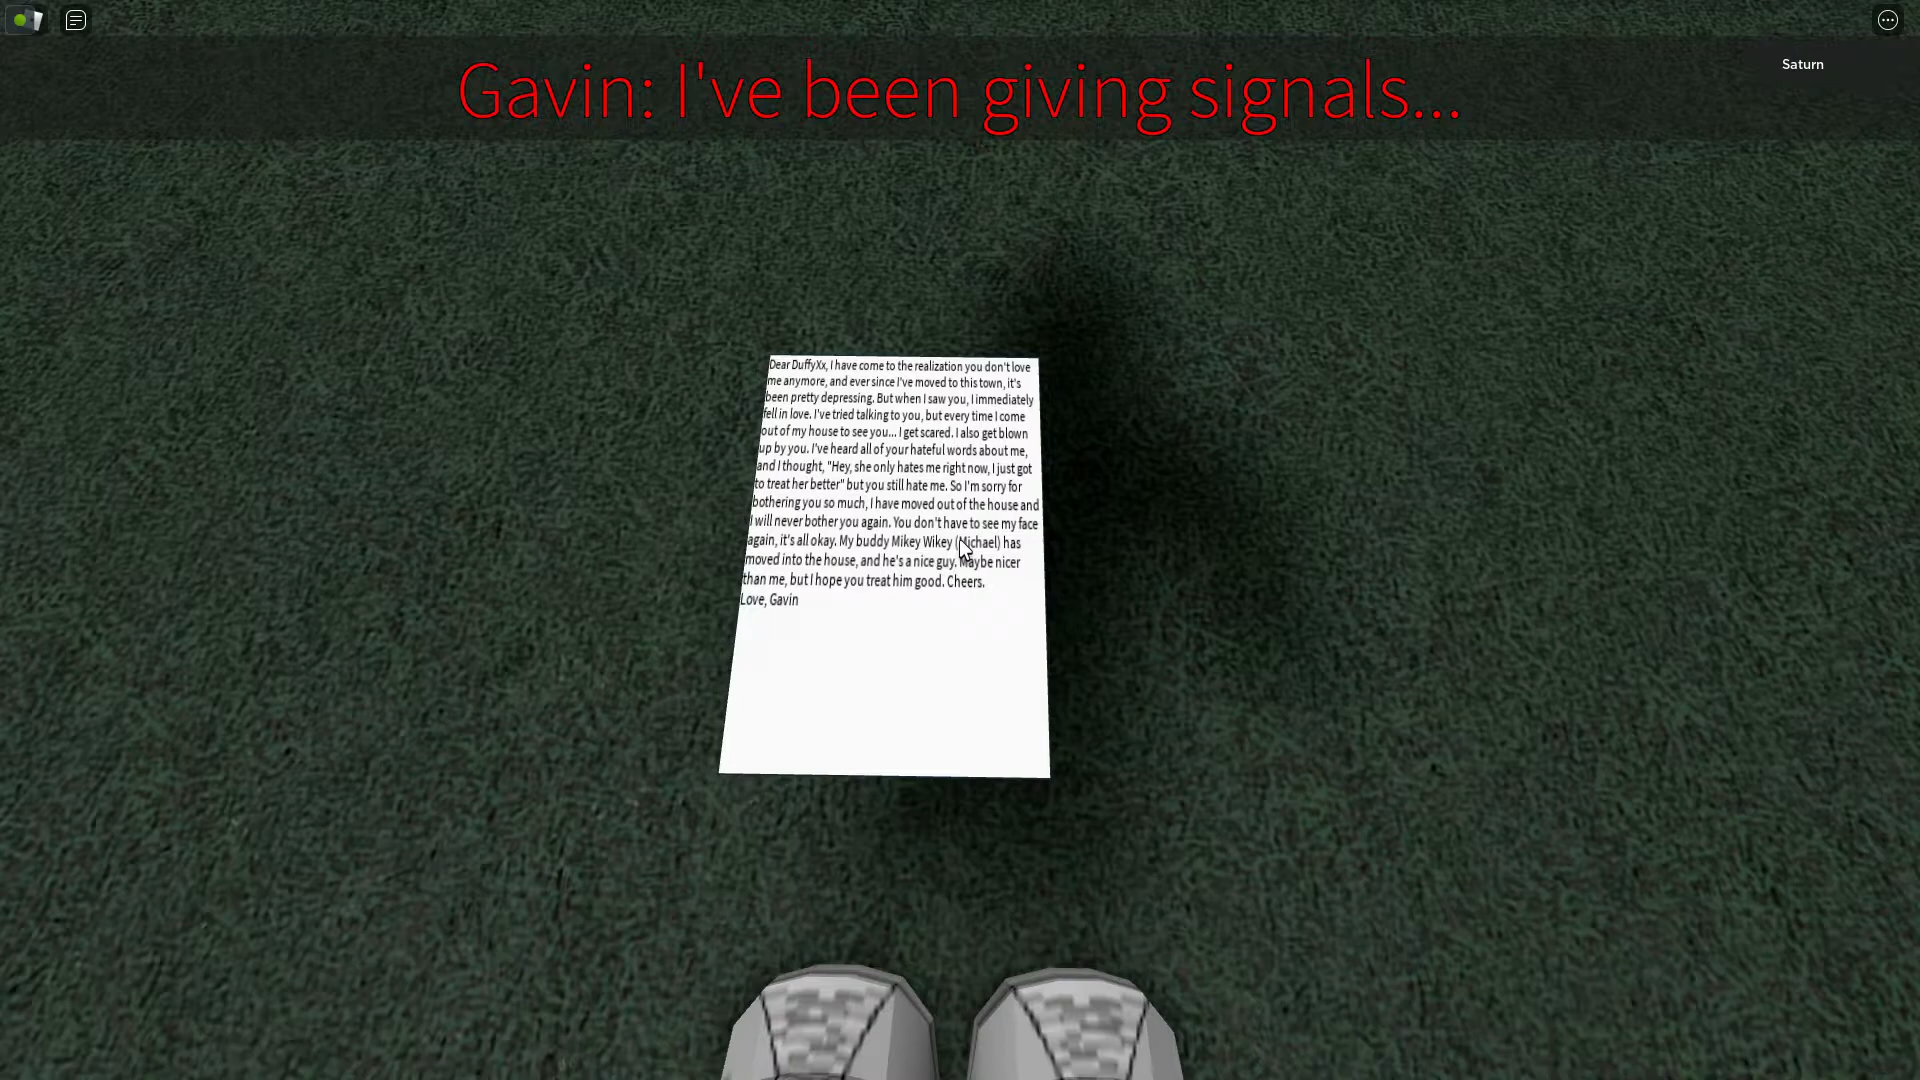 Saturn
Gavin: I've been giving signals...
Dear DuffyXx, I have come to the realization you don't love
me anymore, and ever since I've moved to this town, it's
been pretty depressing. But when I saw you, I immediately
fell in love. I've tried talking to you, but every time I come
out of my house to see you... I get scared. I also get blown
up by you. I've heard all of your hateful words about me,
and I thought, "Hey, she only hates me right now, I just got
to treat her better" but you still hate me. So I'm sorry for
bothering you so much, I have moved out of the house and
I will never bother you again. You don't have to see my face
again, it's all okay. My buddy Mikey Wikey (Michael) has
moved into the house, and he's a nice guy. Maybe nicer
than me, but I hope you treat him good. Cheers.
Love, Gavin